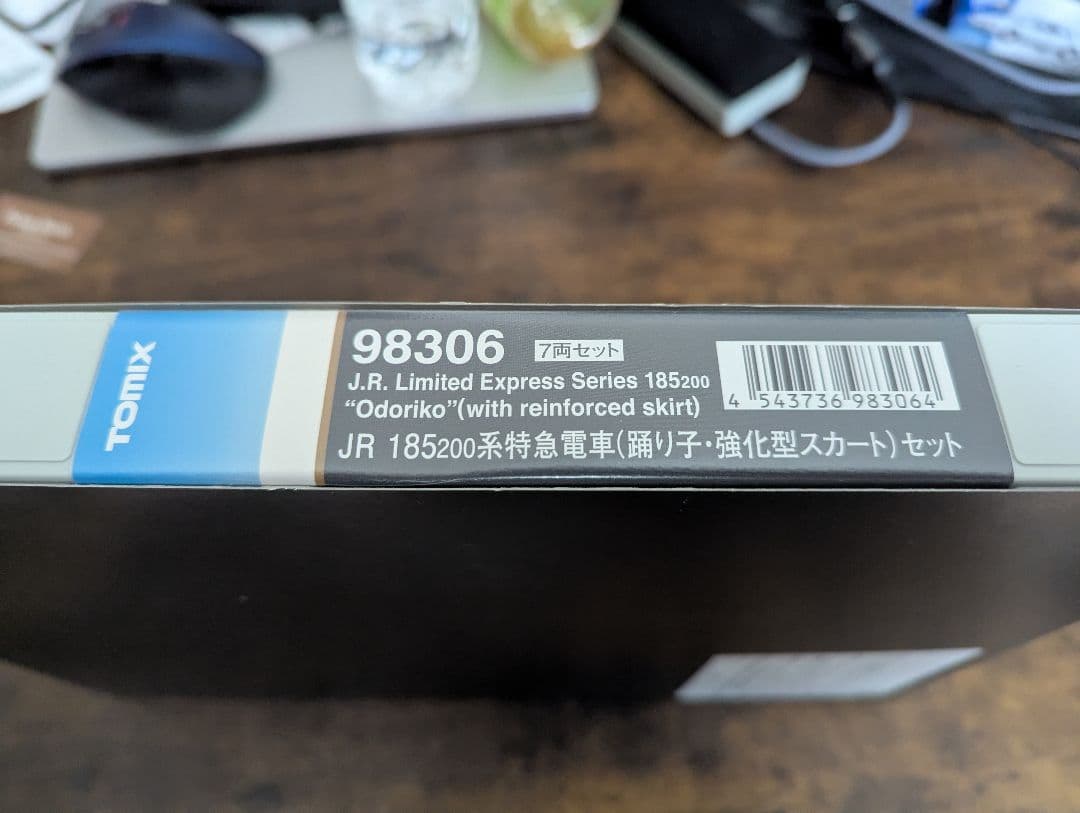 TOMIX
98306 7両セット
J.R. Limited Express Series 185200
“Odoriko”(with reinforced skirt)
JR 185200系特急電車(踊り子・強化型スカート)セット
4 543736 983064